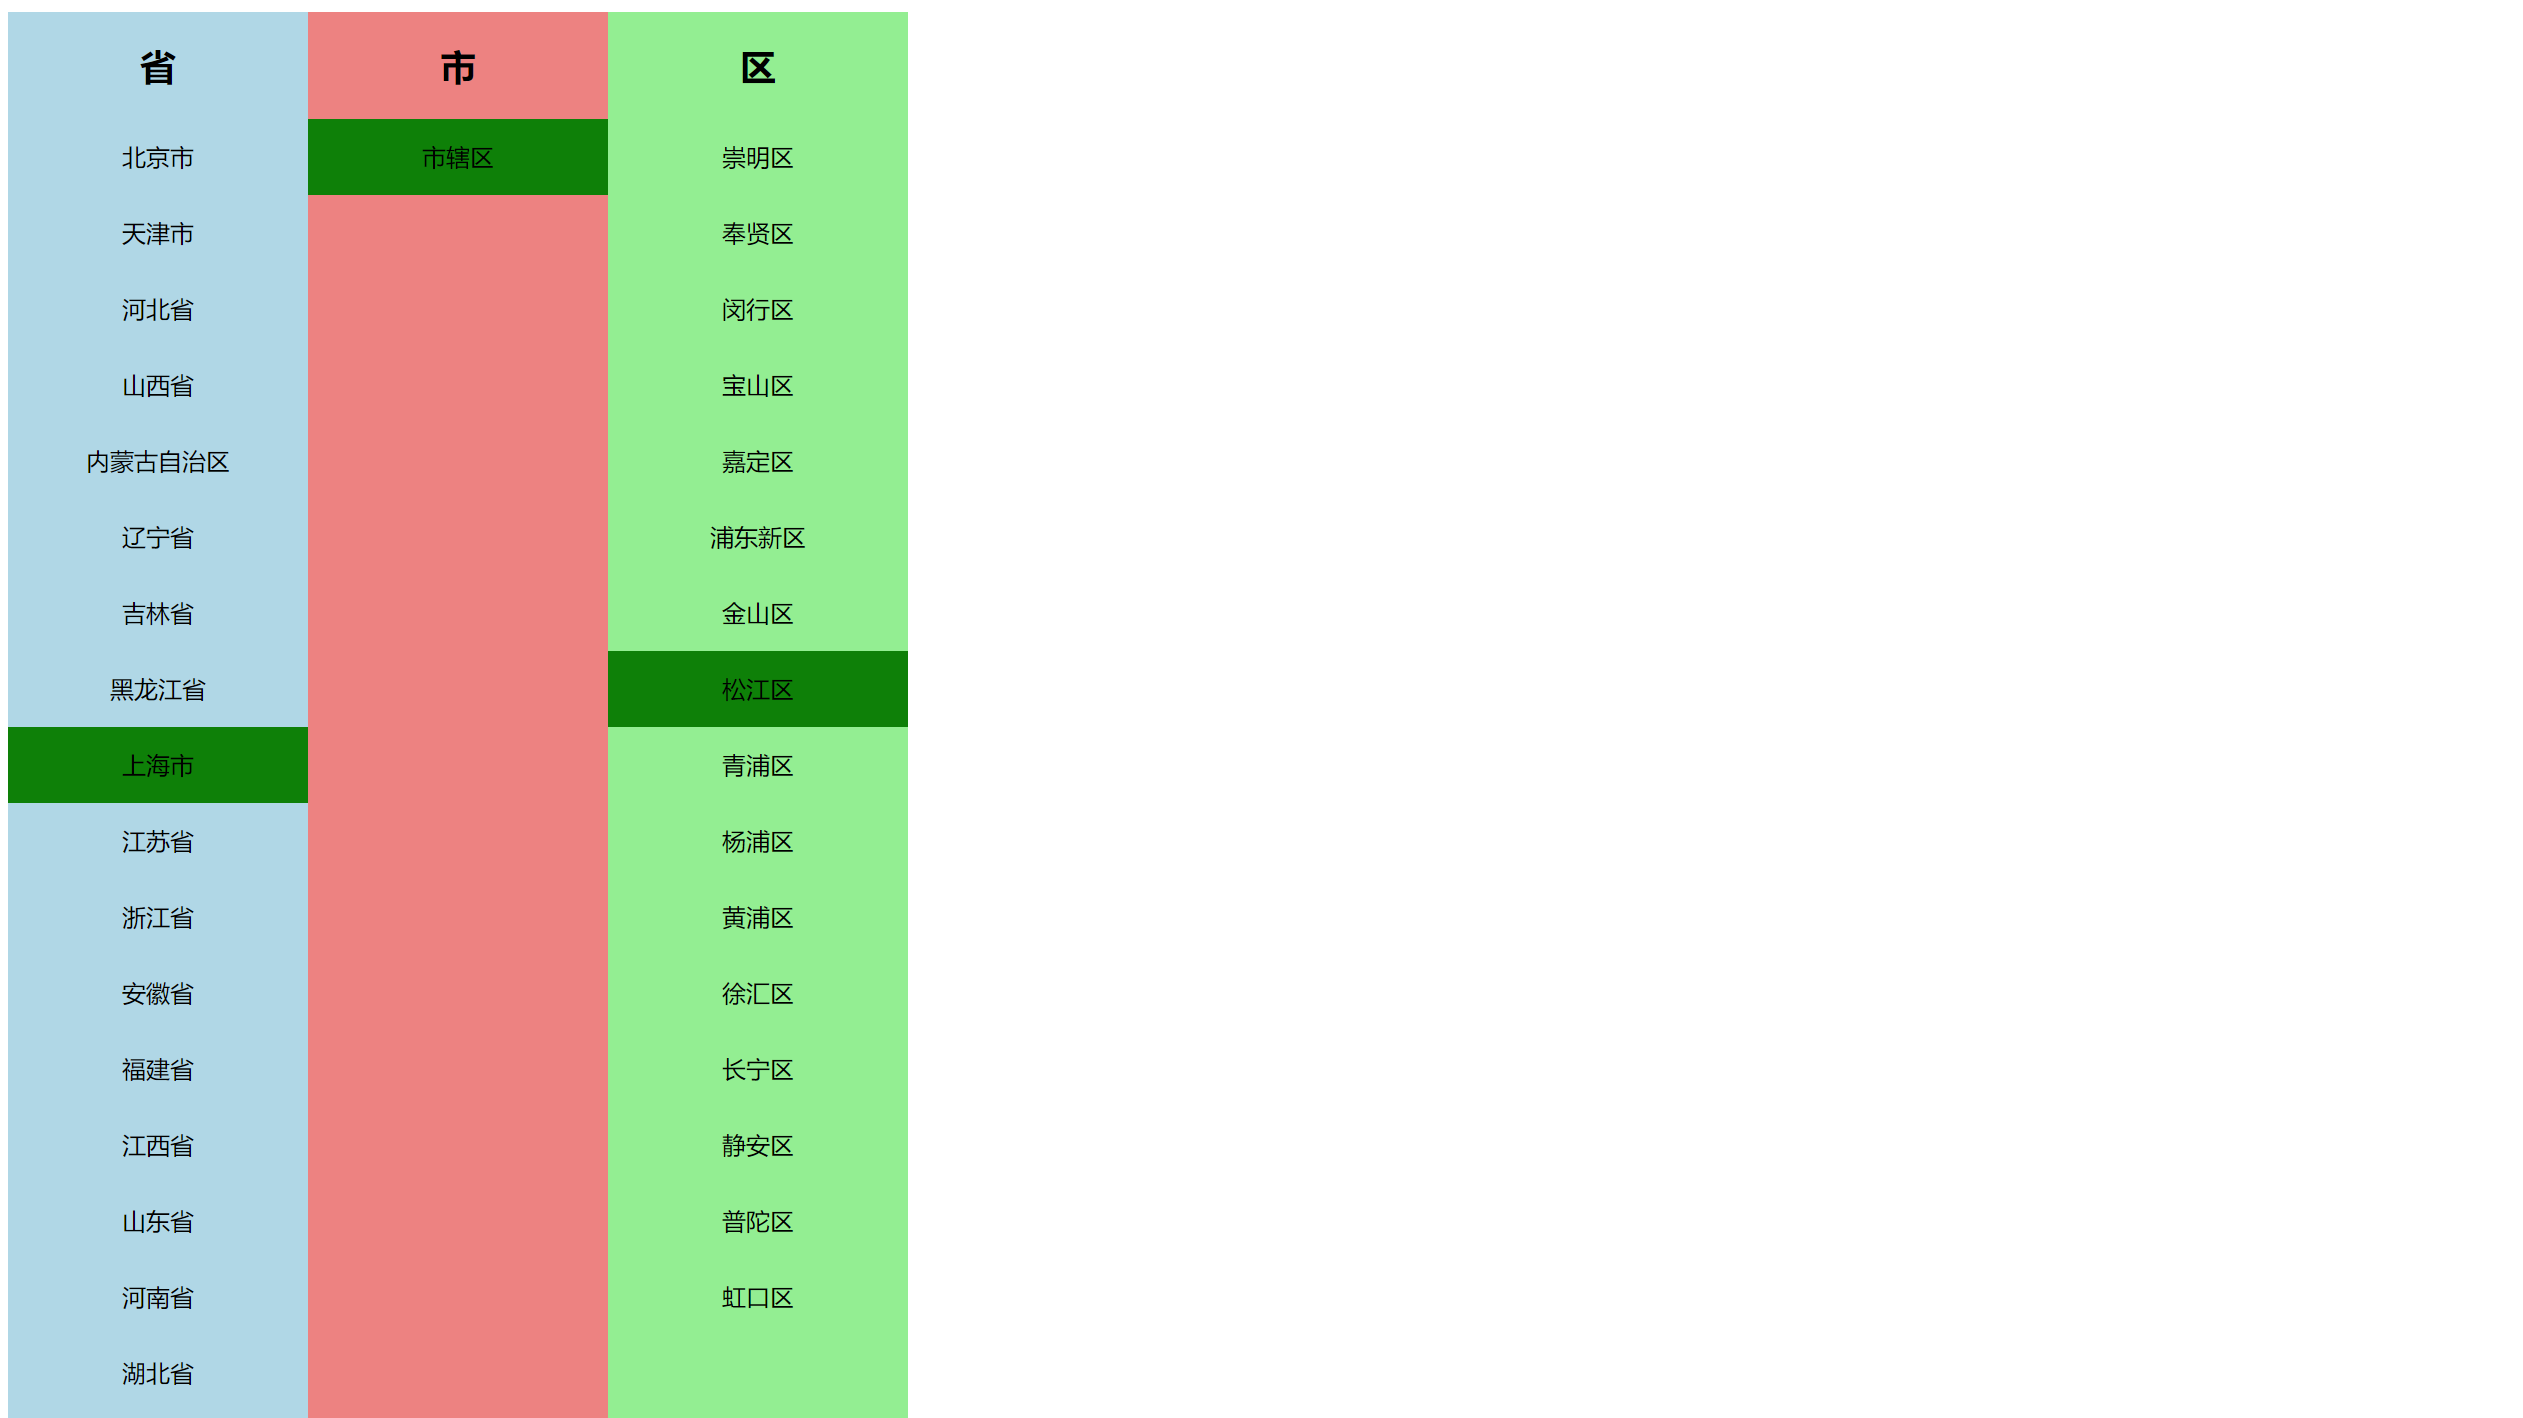 省
北京市
天津市
河北省
山西省
内蒙古自治区
辽宁省
吉林省
黑龙江省
上海市
江苏省
浙江省
安徽省
福建省
江西省
山东省
河南省
湖北省
市
市辖区
区
崇明区
奉贤区
闵行区
宝山区
嘉定区
浦东新区
金山区
松江区
青浦区
杨浦区
黄浦区
徐汇区
长宁区
静安区
普陀区
虹口区